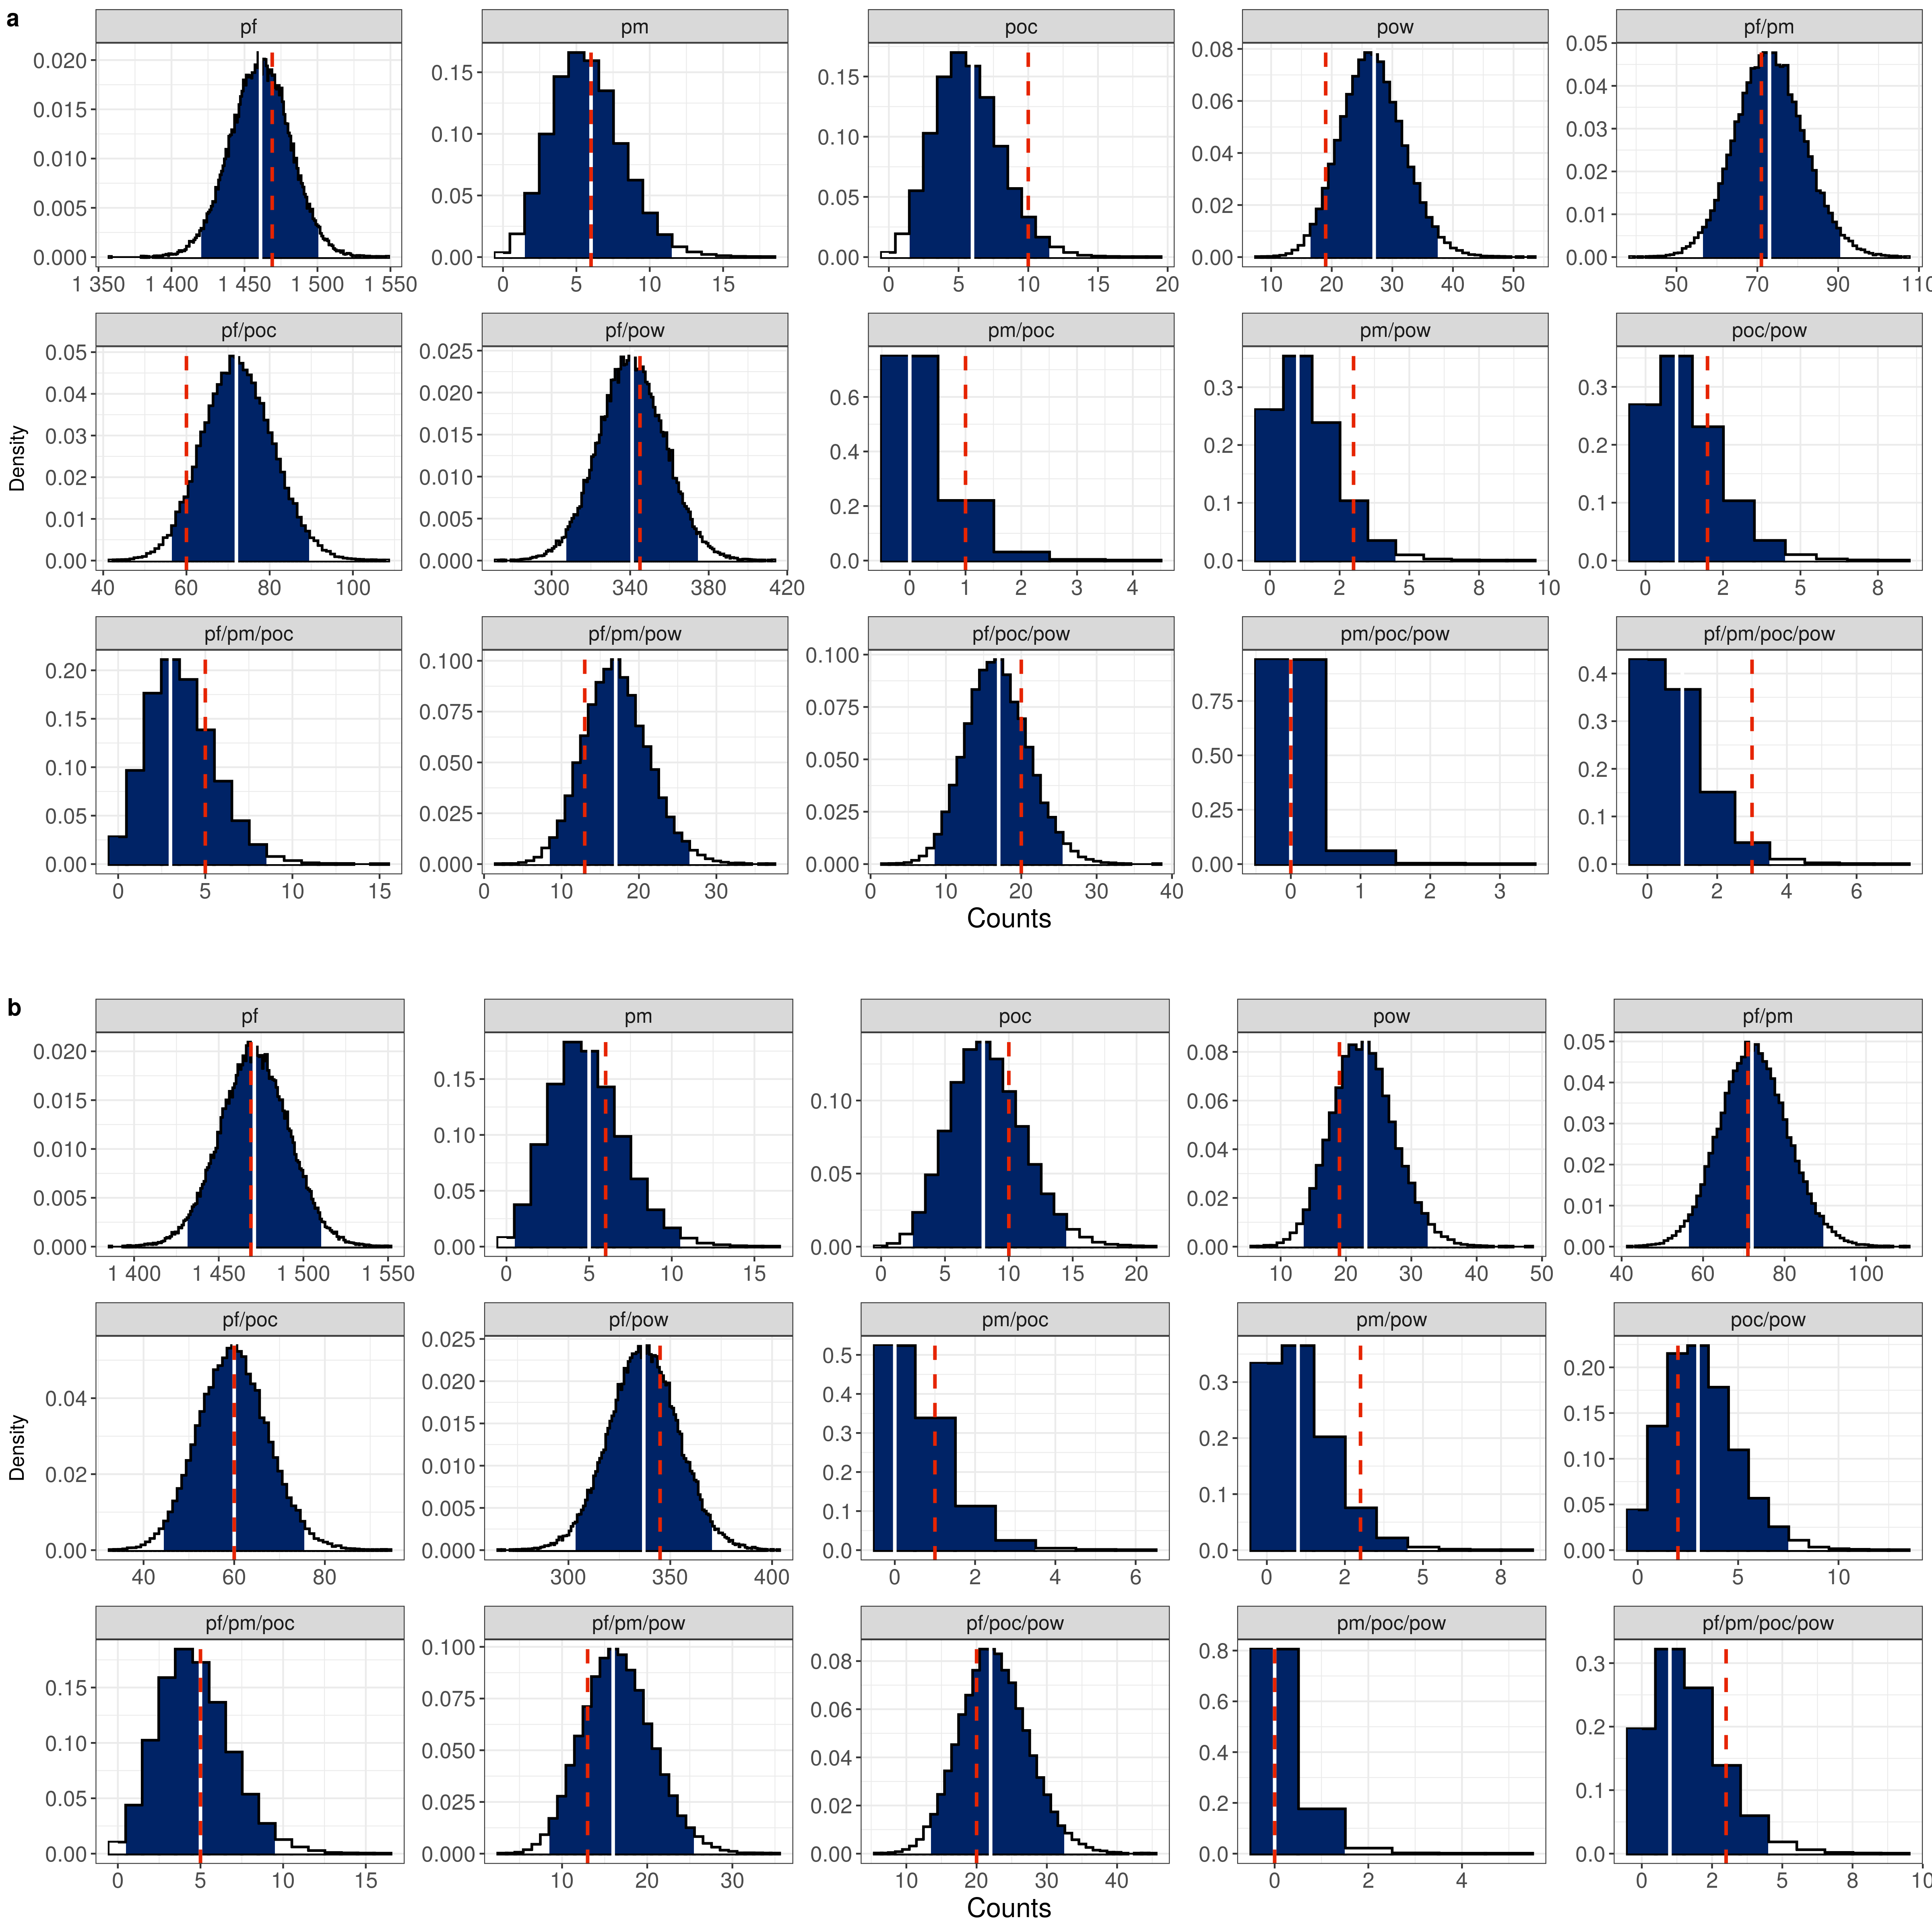 a
pf pm poc pow pf/pm
0.020 0.015 0.010 0.005 0.000
1 350 1 400 1 450 1 500 1 550
0.15 0.10 0.05 0.00
0 5 10 15
0.15 0.10 0.05 0.00
0 5 10 15 20
0.08 0.06 0.04 0.02 0.00
10 20 30 40 50
0.05 0.04 0.03 0.02 0.01 0.00
50 70 90 110
pf/poc pf/pow pm/poc pm/pow poc/pow
0.05 0.04 0.03 0.02 0.01 0.00
40 60 80 100
0.025 0.020 0.015 0.010 0.005 0.000
300 340 380 420
0.6 0.4 0.2 0.0
0 1 2 3 4
0.3 0.2 0.1 0.0
0 2 5 8 10
0.3 0.2 0.1 0.0
0 2 5 8
Density
pf/pm/poc pf/pm/pow pf/poc/pow pm/poc/pow pf/pm/poc/pow
0.20 0.15 0.10 0.05 0.00
0 5 10 15
0.100 0.075 0.050 0.025 0.000
0 10 20 30
0.100 0.075 0.050 0.025 0.000
0 10 20 30 40
0.75 0.50 0.25 0.00
0 1 2 3
0.4 0.3 0.2 0.1 0.0
0 2 4 6
Counts
b
pf pm poc pow pf/pm
0.020 0.015 0.010 0.005 0.000
1 400 1 450 1 500 1 550
0.15 0.10 0.05 0.00
0 5 10 15
0.10 0.05 0.00
0 5 10 15 20
0.08 0.06 0.04 0.02 0.00
10 20 30 40 50
0.05 0.04 0.03 0.02 0.01 0.00
40 60 80 100
pf/poc pf/pow pm/poc pm/pow poc/pow
0.04 0.02 0.00
40 60 80
0.025 0.020 0.015 0.010 0.005 0.000
300 350 400
0.5 0.4 0.3 0.2 0.1 0.0
0 2 4 6
0.3 0.2 0.1 0.0
0 2 5 8
0.20 0.15 0.10 0.05 0.00
0 5 10
Density
pf/pm/poc pf/pm/pow pf/poc/pow pm/poc/pow pf/pm/poc/pow
0.15 0.10 0.05 0.00
0 5 10 15
0.100 0.075 0.050 0.025 0.000
10 20 30
0.08 0.06 0.04 0.02 0.00
10 20 30 40
0.8 0.6 0.4 0.2 0.0
0 2 4
0.3 0.2 0.1 0.0
0 2 5 8 10
Counts